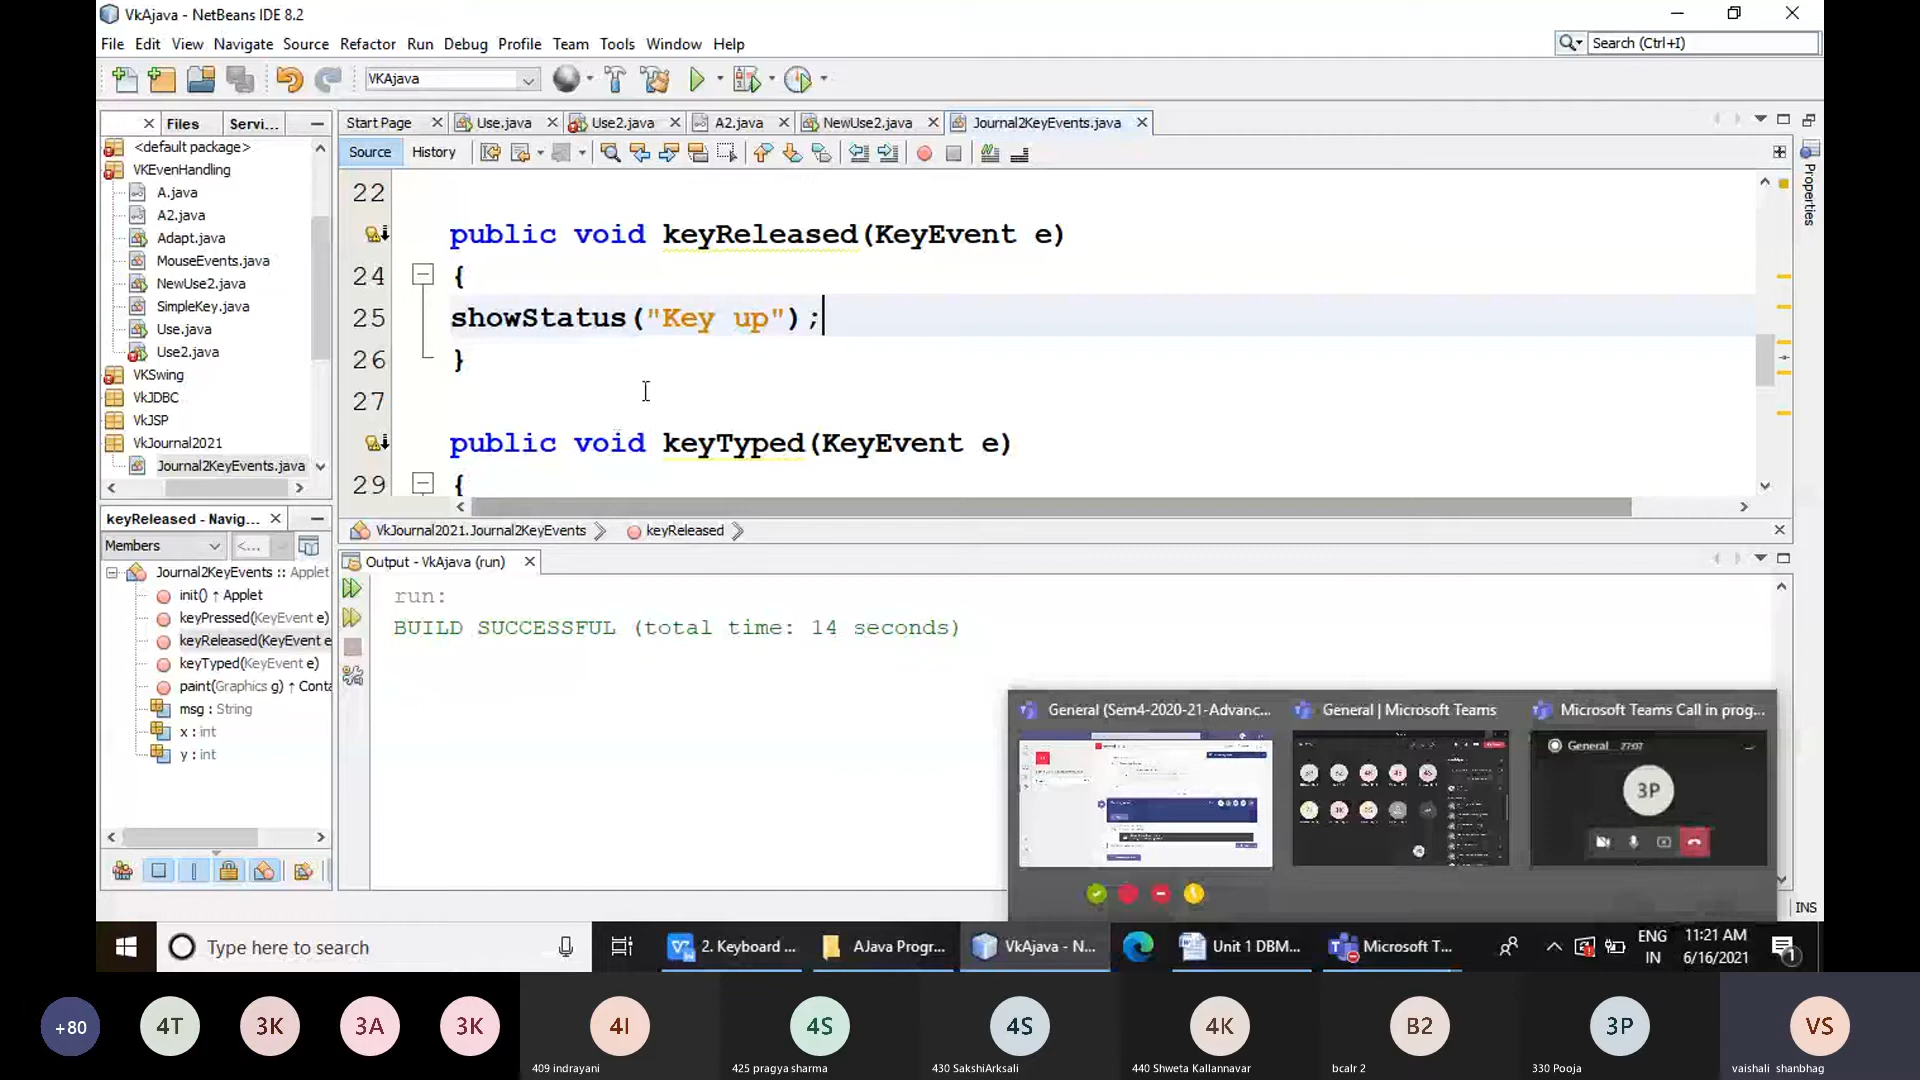 VkAjava - NetBeans IDE 8.2
File Edit View Navigate Source Refactor Run Debug Profile Team Tools Window Help
Search (Ctrl+I)
VKAjava
Files Servi...
Start Page Use.java Use2.java A2.java NewUse2.java Journal2KeyEvents.java
Source History
<default package>
VKEvenHandling
A.java
A2.java
Adapt.java
MouseEvents.java
NewUse2.java
SimpleKey.java
Use.java
Use2.java
VKSwing
VkJDBC
VkJSP
VkJournal2021
Journal2KeyEvents.java
Properties
22
public void keyReleased(KeyEvent e)
24 {
25 showStatus("Key up");
26 }
27
public void keyTyped(KeyEvent e)
29 {
VkJournal2021.Journal2KeyEvents keyReleased
keyReleased - Navig...
Members <...
Journal2KeyEvents :: Applet
init() ↑ Applet
keyPressed(KeyEvent e)
keyReleased(KeyEvent e
keyTyped(KeyEvent e)
paint(Graphics g) ↑ Conta
msg : String
x : int
y : int
Output - VkAjava (run)
run:
BUILD SUCCESSFUL (total time: 14 seconds)
General (Sem4-2020-21-Advanc... General | Microsoft Teams Microsoft Teams Call in prog...
General 27:07
3P
INS
Type here to search
2. Keyboard ... AJava Progr... VkAjava - N... Unit 1 DBM... Microsoft T...
ENG
IN
11:21 AM
6/16/2021
1
+80 4T 3K 3A 3K 4I 4S 4S 4K B2 3P VS
409 indrayani 425 pragya sharma 430 SakshiArksali 440 Shweta Kallannavar bcalr 2 330 Pooja vaishali shanbhag